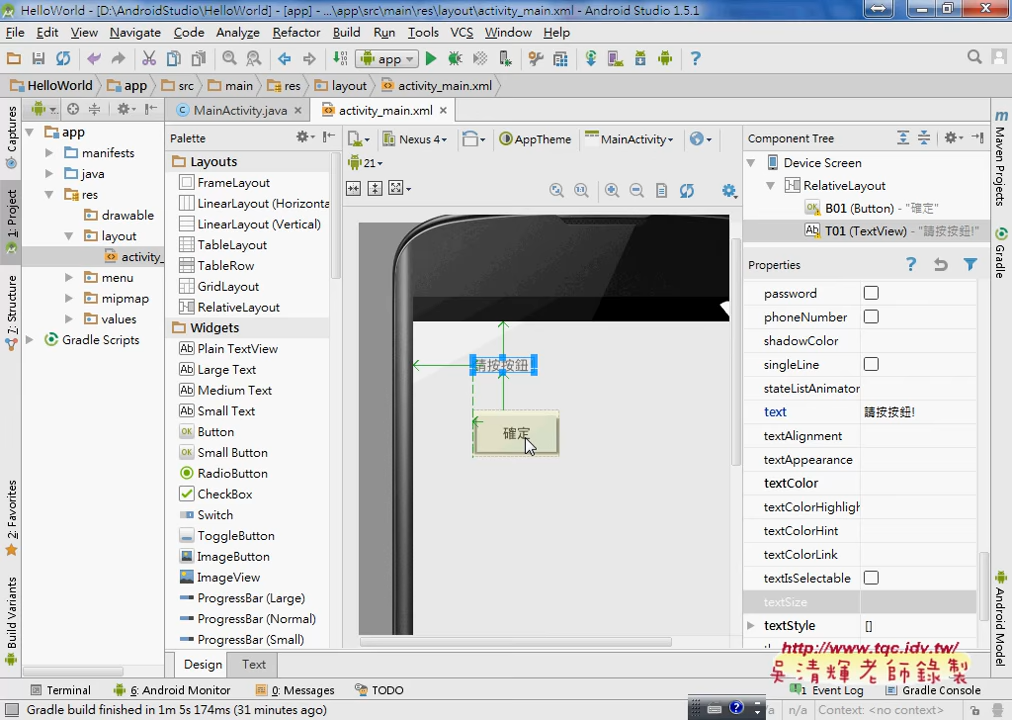 HelloWorld - [D:\AndroidStudio\HelloWorld] - [app] - ...\app\src\main\res\layout\activity_main.xml - Android Studio 1.5.1
File Edit View Navigate Code Analyze Refactor Build Run Tools VCS Window Help
app
HelloWorld app src main res layout activity_main.xml
MainActivity.java activity_main.xml
Captures
1: Project
7: Structure
2: Favorites
Build Variants
app
manifests
java
res
drawable
layout
activity_
menu
mipmap
values
Gradle Scripts
Palette
Layouts
FrameLayout
LinearLayout (Horizonta
LinearLayout (Vertical)
TableLayout
TableRow
GridLayout
RelativeLayout
Widgets
Plain TextView
Large Text
Medium Text
Small Text
Button
Small Button
RadioButton
CheckBox
Switch
ToggleButton
ImageButton
ImageView
ProgressBar (Large)
ProgressBar (Normal)
ProgressBar (Small)
Design Text
Nexus 4 AppTheme MainActivity
21
請按按鈕
確定
Component Tree
Device Screen
RelativeLayout
B01 (Button) - "確定"
T01 (TextView) - "請按按鈕!"
Properties
password
phoneNumber
shadowColor
singleLine
stateListAnimator
text 請按按鈕!
textAlignment
textAppearance
textColor
textColorHighligh
textColorHint
textColorLink
textIsSelectable
textSize
textStyle []
Maven Projects
Gradle
Android Model
http://www.tqc.idv.tw/
吳清輝老師錄製
Terminal 6: Android Monitor 0: Messages TODO 1 Event Log Gradle Console
Gradle build finished in 1m 5s 174ms (31 minutes ago) n/a Context: <no context>